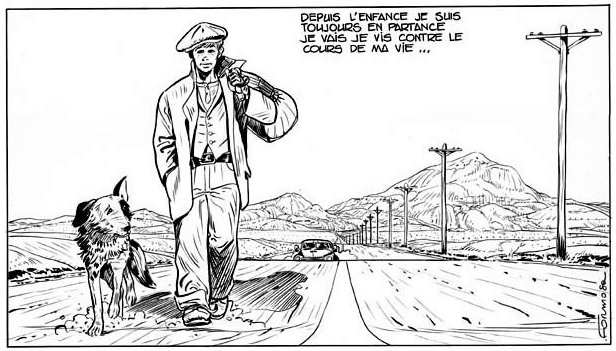 DEPUIS L'ENFANCE JE SUIS
TOUJOURS EN PARTANCE
JE VAIS JE VIS CONTRE LE
COURS DE MA VIE ...